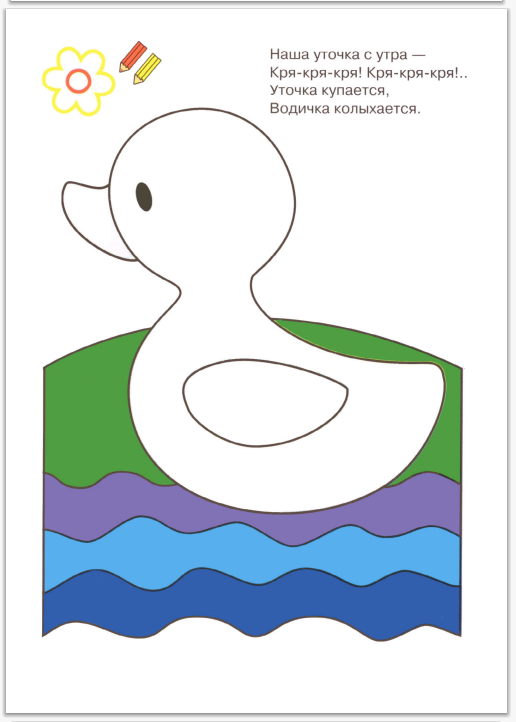 Наша уточка с утра —
Кря-кря-кря! Кря-кря-кря!..
Уточка купается,
Водичка колыхается.